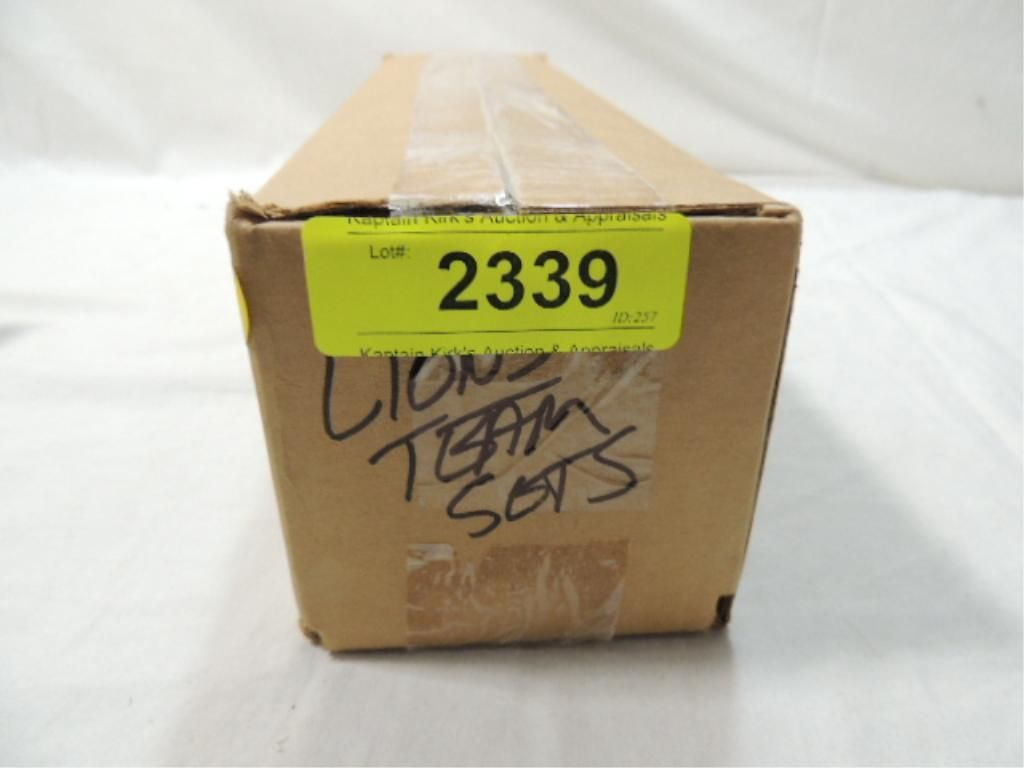 Kaptain Kirk's Auction & Appraisals
Lot#:
2339
ID:257
Kaptain Kirk's Auction & Appraisals
LIONS
TEAM
SETS